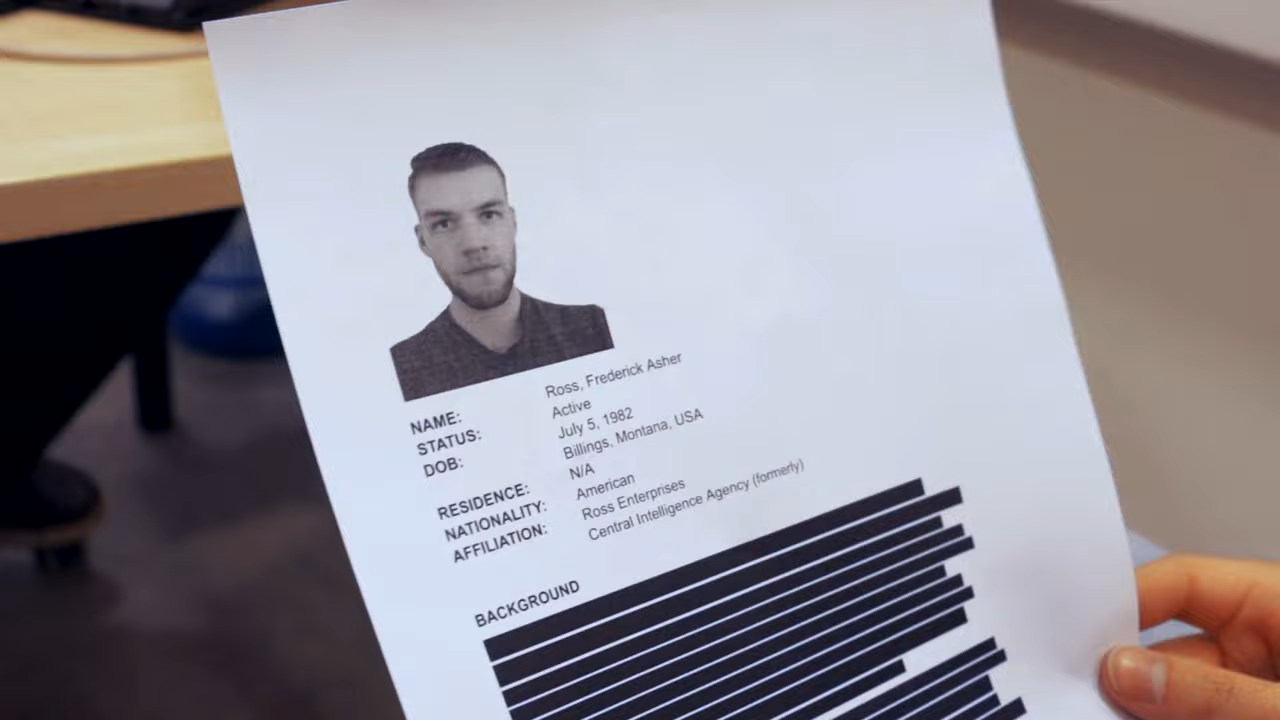 NAME: Ross, Frederick Asher
STATUS: Active
DOB: July 5, 1982
Billings, Montana, USA
RESIDENCE: N/A
NATIONALITY: American
AFFILIATION: Ross Enterprises
Central Intelligence Agency (formerly)
BACKGROUND